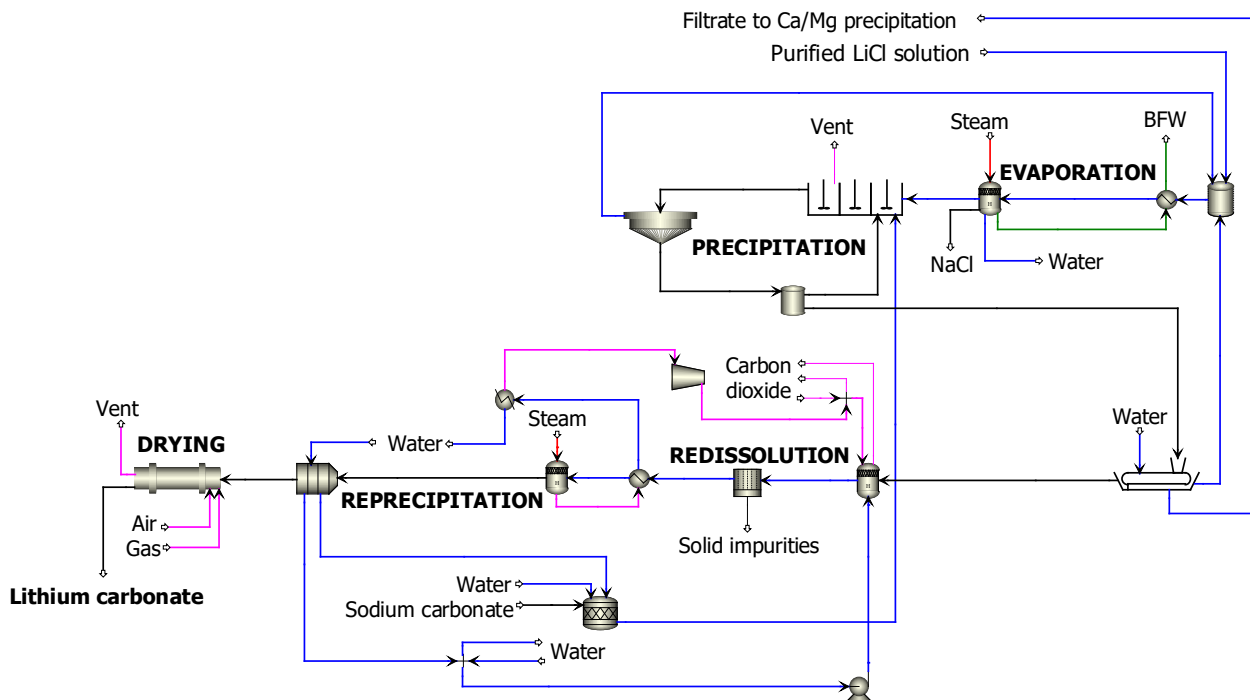 Filtrate to Ca/Mg precipitation
Purified LiCl solution
Vent
Steam
BFW
EVAPORATION
PRECIPITATION
NaCl
Water
Carbon
dioxide
Vent
Steam
Water
DRYING
Water
REDISSOLUTION
REPRECIPITATION
Air
Gas
Solid impurities
Lithium carbonate
Water
Sodium carbonate
Water